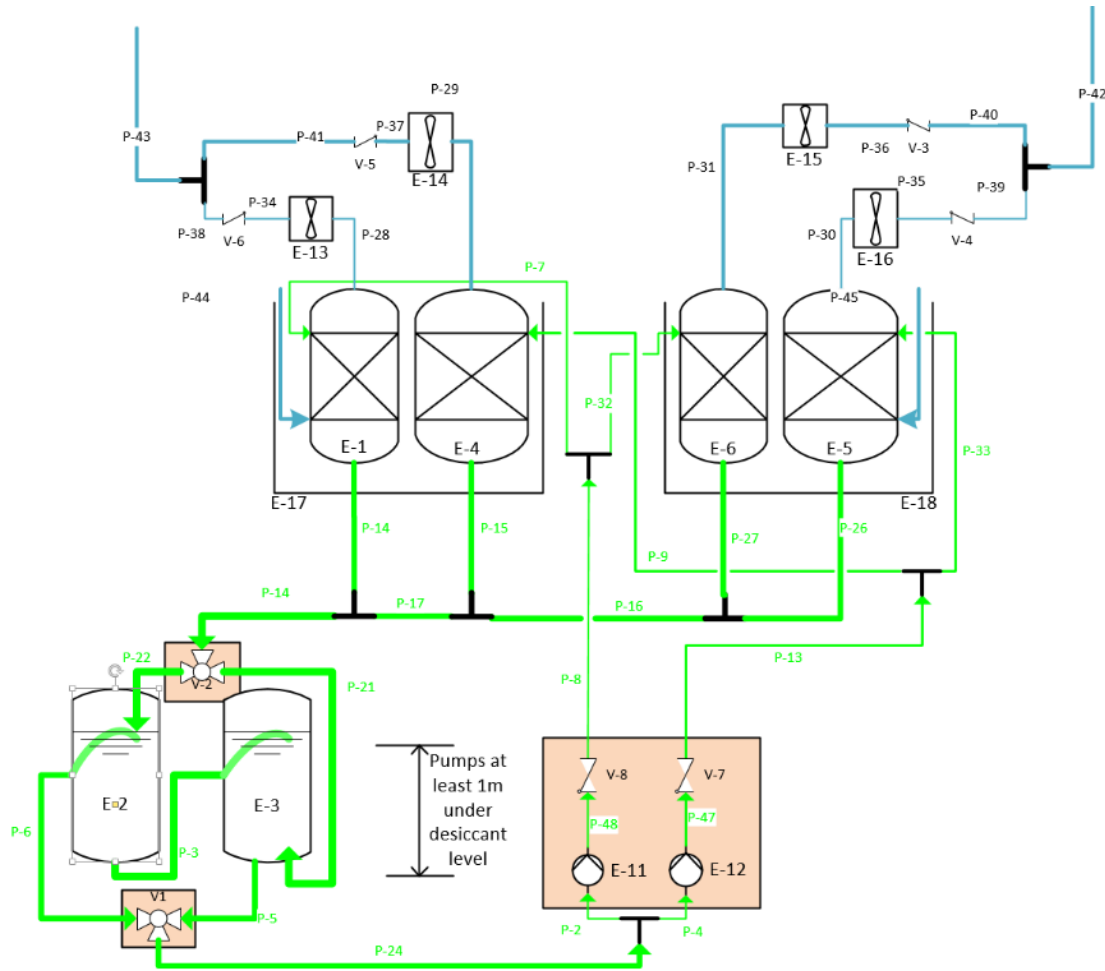 P-42
P-29
P-43
P-41
P-37
V-5
E-14
P-40
V-3
P-36
E-15
P-31
P-34
P-38
V-6
E-13
P-28
P-35
P-39
P-30
E-16
V-4
P-7
P-44
P-45
P-32
E-1
E-4
E-6
E-5
P-33
E-17
E-18
P-14
P-15
P-27
P-26
P-9
P-14
P-17
P-16
P-22
V-2
P-21
P-8
P-13
Pumps at
least 1m
under
desiccant
level
V-8
V-7
E-2
E-3
P-6
P-3
P-48
P-47
E-11
E-12
V1
P-5
P-2
P-4
P-24